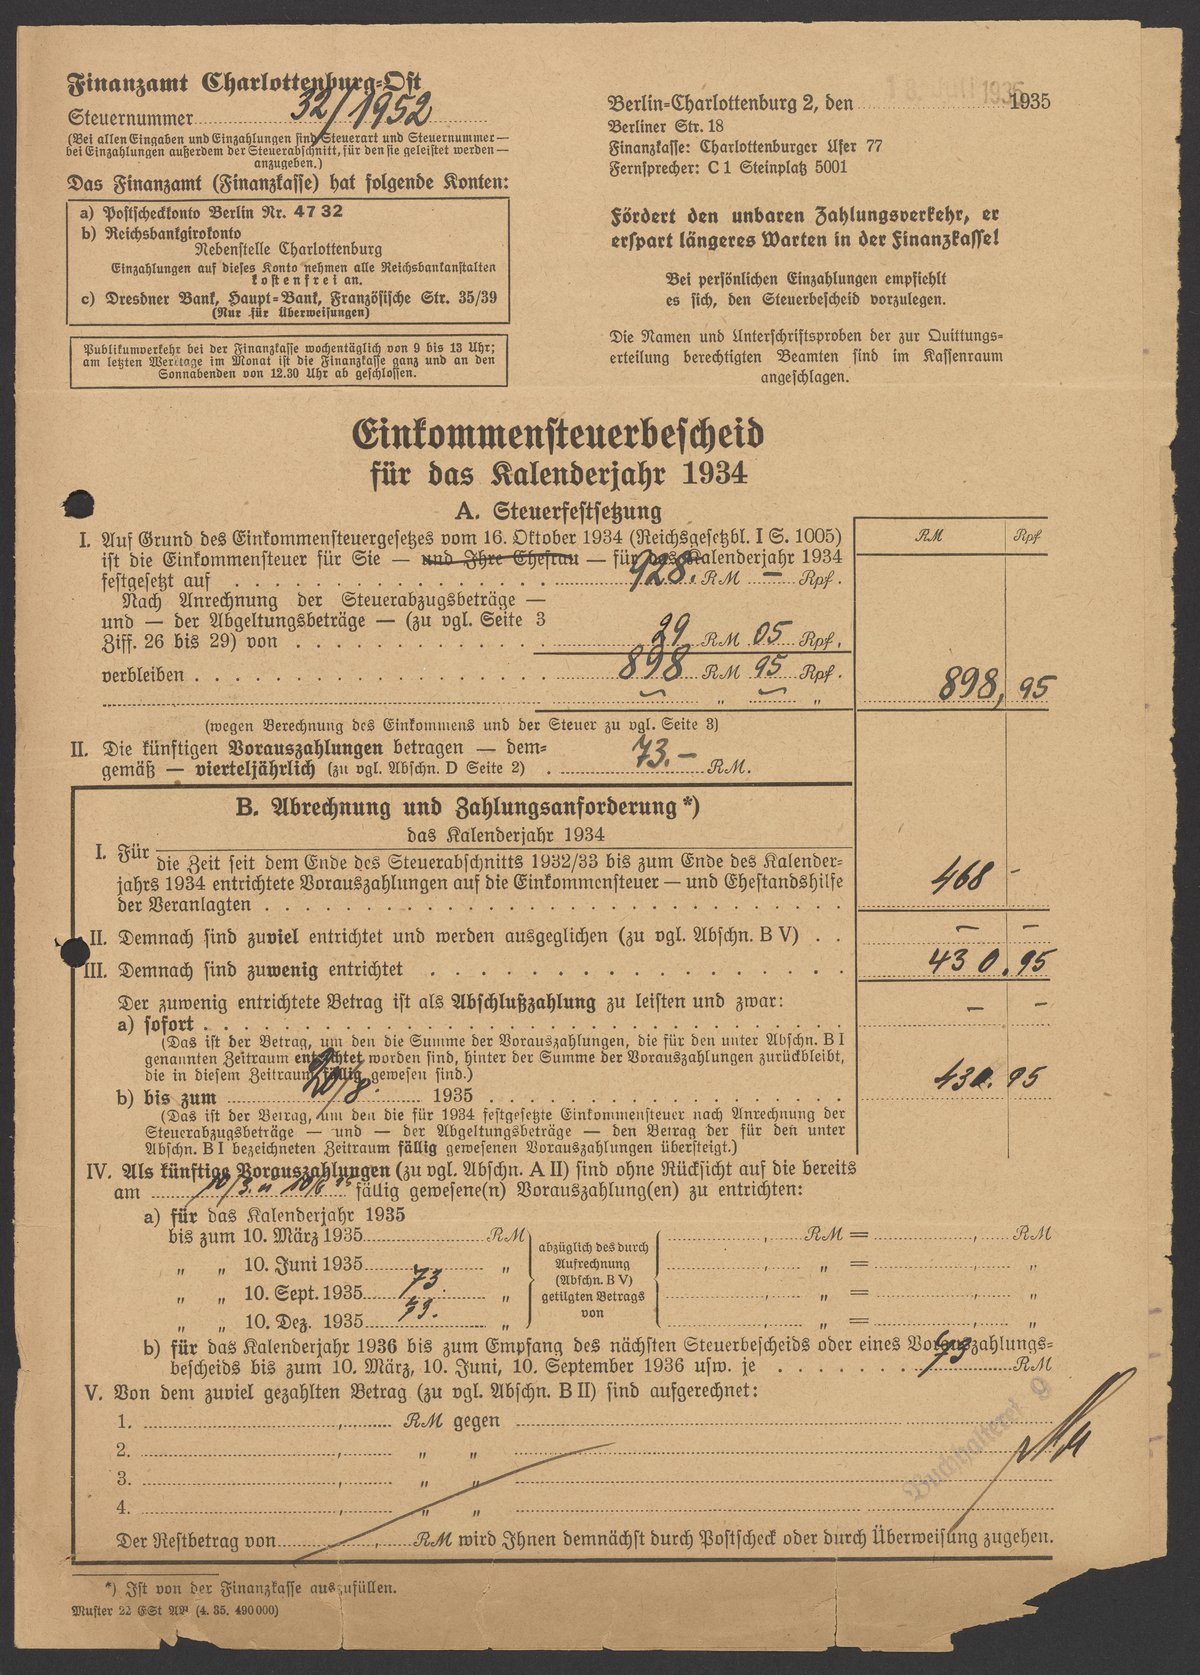 Finanzamt Charlottenburg-Ost
Steuernummer 32/1952
(Bei allen Eingaben und Einzahlungen sind Steuerart und Steuernummer —
bei Einzahlungen außerdem der Steuerabschnitt, für den sie geleistet werden —
anzugeben.)
Das Finanzamt (Finanzkasse) hat folgende Konten:
a) Postscheckkonto Berlin Nr. 4732
b) Reichsbankgirokonto
Nebenstelle Charlottenburg
Einzahlungen auf dieses Konto nehmen alle Reichsbankanstalten
kostenfrei an.
c) Dresdner Bank, Haupt-Bank, Französische Str. 35/39
(Nur für Überweisungen)
Publikumverkehr bei der Finanzkasse wochentäglich von 9 bis 13 Uhr;
am letzten Werktage im Monat ist die Finanzkasse ganz und an den
Sonnabenden von 12.30 Uhr ab geschlossen.
Berlin-Charlottenburg 2, den 18. Juli 1935 1935
Berliner Str. 18
Finanzkasse: Charlottenburger Ufer 77
Fernsprecher: C 1 Steinplatz 5001
Fördert den unbaren Zahlungsverkehr, er
erspart längeres Warten in der Finanzkasse!
Bei persönlichen Einzahlungen empfiehlt
es sich, den Steuerbescheid vorzulegen.
Die Namen und Unterschriftsproben der zur Quittungs-
erteilung berechtigten Beamten sind im Kassenraum
angeschlagen.
Einkommensteuerbescheid
für das Kalenderjahr 1934
A. Steuerfestsetzung
RM Rpf
I. Auf Grund des Einkommensteuergesetzes vom 16. Oktober 1934 (Reichsgesetzbl. I S. 1005)
ist die Einkommensteuer für Sie — und Ihre Ehefrau — für das Kalenderjahr 1934
festgesetzt auf 928. RM — Rpf.
Nach Anrechnung der Steuerabzugsbeträge —
und — der Abgeltungsbeträge — (zu vgl. Seite 3
Ziff. 26 bis 29) von 29 RM 05 Rpf.
verbleiben 898 RM 95 Rpf. 898, 95
— „ — „
(wegen Berechnung des Einkommens und der Steuer zu vgl. Seite 3)
II. Die künftigen Vorauszahlungen betragen — dem-
gemäß — vierteljährlich (zu vgl. Abschn. D Seite 2) . 73.— RM.
B. Abrechnung und Zahlungsanforderung *)
das Kalenderjahr 1934
I. Für
die Zeit seit dem Ende des Steuerabschnitts 1932/33 bis zum Ende des Kalender-
jahrs 1934 entrichtete Vorauszahlungen auf die Einkommensteuer — und Ehestandshilfe
der Veranlagten 468 -
II. Demnach sind zuviel entrichtet und werden ausgeglichen (zu vgl. Abschn. B V) . . — —
III. Demnach sind zuwenig entrichtet 430.95
Der zuwenig entrichtete Betrag ist als Abschlußzahlung zu leisten und zwar:
a) sofort — —
(Das ist der Betrag, um den die Summe der Vorauszahlungen, die für den unter Abschn. B I
genannten Zeitraum entrichtet worden sind, hinter der Summe der Vorauszahlungen zurückbleibt,
die in diesem Zeitraum fällig gewesen sind.)
b) bis zum 20/8. 1935 430. 95
(Das ist der Betrag, um den die für 1934 festgesetzte Einkommensteuer nach Anrechnung der
Steuerabzugsbeträge — und — der Abgeltungsbeträge — den Betrag der für den unter
Abschn. B I bezeichneten Zeitraum fällig gewesenen Vorauszahlungen übersteigt.)
IV. Als künftige Vorauszahlungen (zu vgl. Abschn. A II) sind ohne Rücksicht auf die bereits
am 10/3. u 10/6 35 fällig gewesene(n) Vorauszahlung(en) zu entrichten:
a) für das Kalenderjahr 1935
bis zum 10. März 1935 RM , RM = , RM
„ „ 10. Juni 1935 „ , „ = , „
„ „ 10. Sept. 1935 73. „ , „ = , „
„ „ 10. Dez. 1935 73. „ , „ = , „
abzüglich des durch
Aufrechnung
(Abschn. B V)
getilgten Betrags
von
b) für das Kalenderjahr 1936 bis zum Empfang des nächsten Steuerbescheids oder eines Vorauszahlungs-
bescheids bis zum 10. März, 10. Juni, 10. September 1936 usw. je 73 RM
V. Von dem zuviel gezahlten Betrag (zu vgl. Abschn. B II) sind aufgerechnet:
1. , RM gegen
2. , „ „
3. , „ „
4. , „ „
Buchhalterei 9
Der Restbetrag von , RM wird Ihnen demnächst durch Postscheck oder durch Überweisung zugehen.
*) Ist von der Finanzkasse auszufüllen.
Muster 22 ESt AP (4. 35. 490 000)